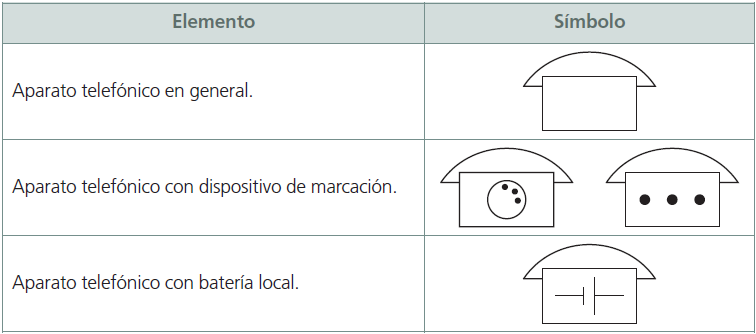 Elemento
Símbolo
Aparato telefónico en general.
Aparato telefónico con dispositivo de marcación.
Aparato telefónico con batería local.